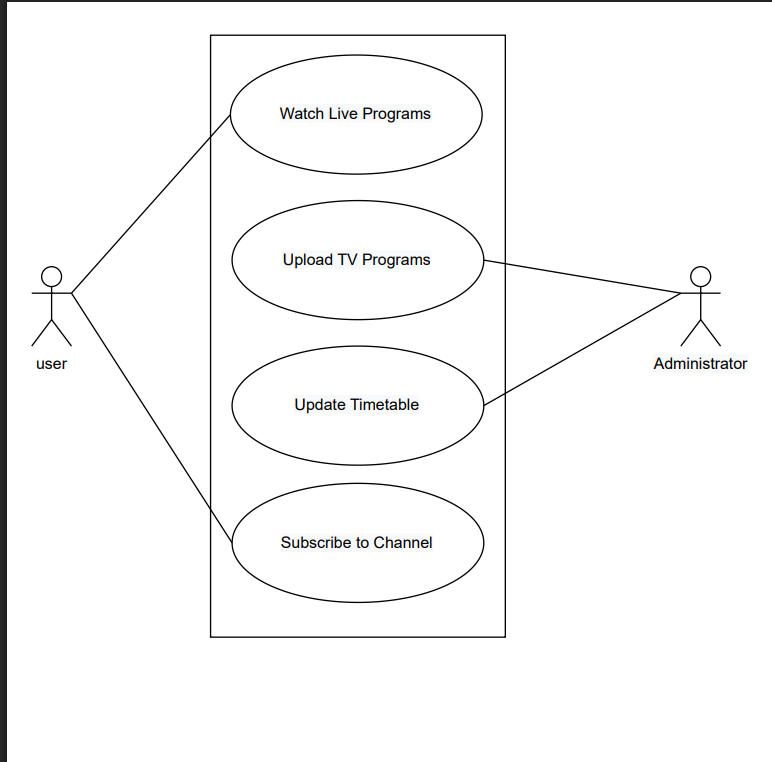 Watch Live Programs
Upload TV Programs
user
Administrator
Update Timetable
Subscribe to Channel